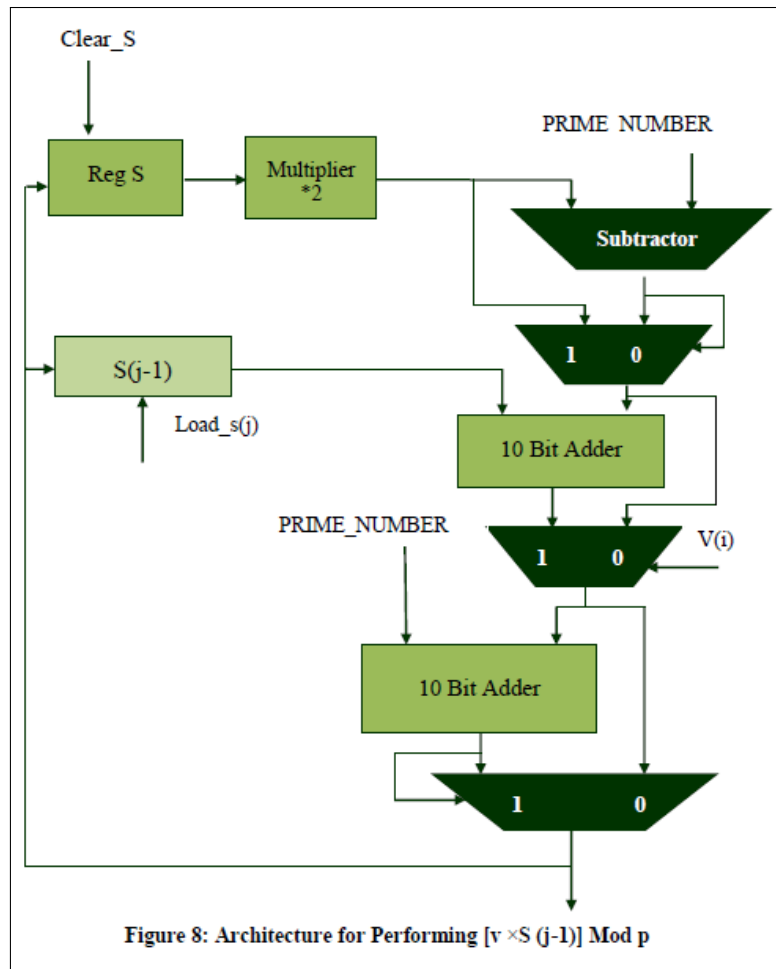 Clear_S
PRIME NUMBER
Reg S
Multiplier
*2
Subtractor
1 0
S(j-1)
Load_s(j)
10 Bit Adder
PRIME_NUMBER
1 0
V(i)
10 Bit Adder
1 0
Figure 8: Architecture for Performing [v ×S (j-1)] Mod p